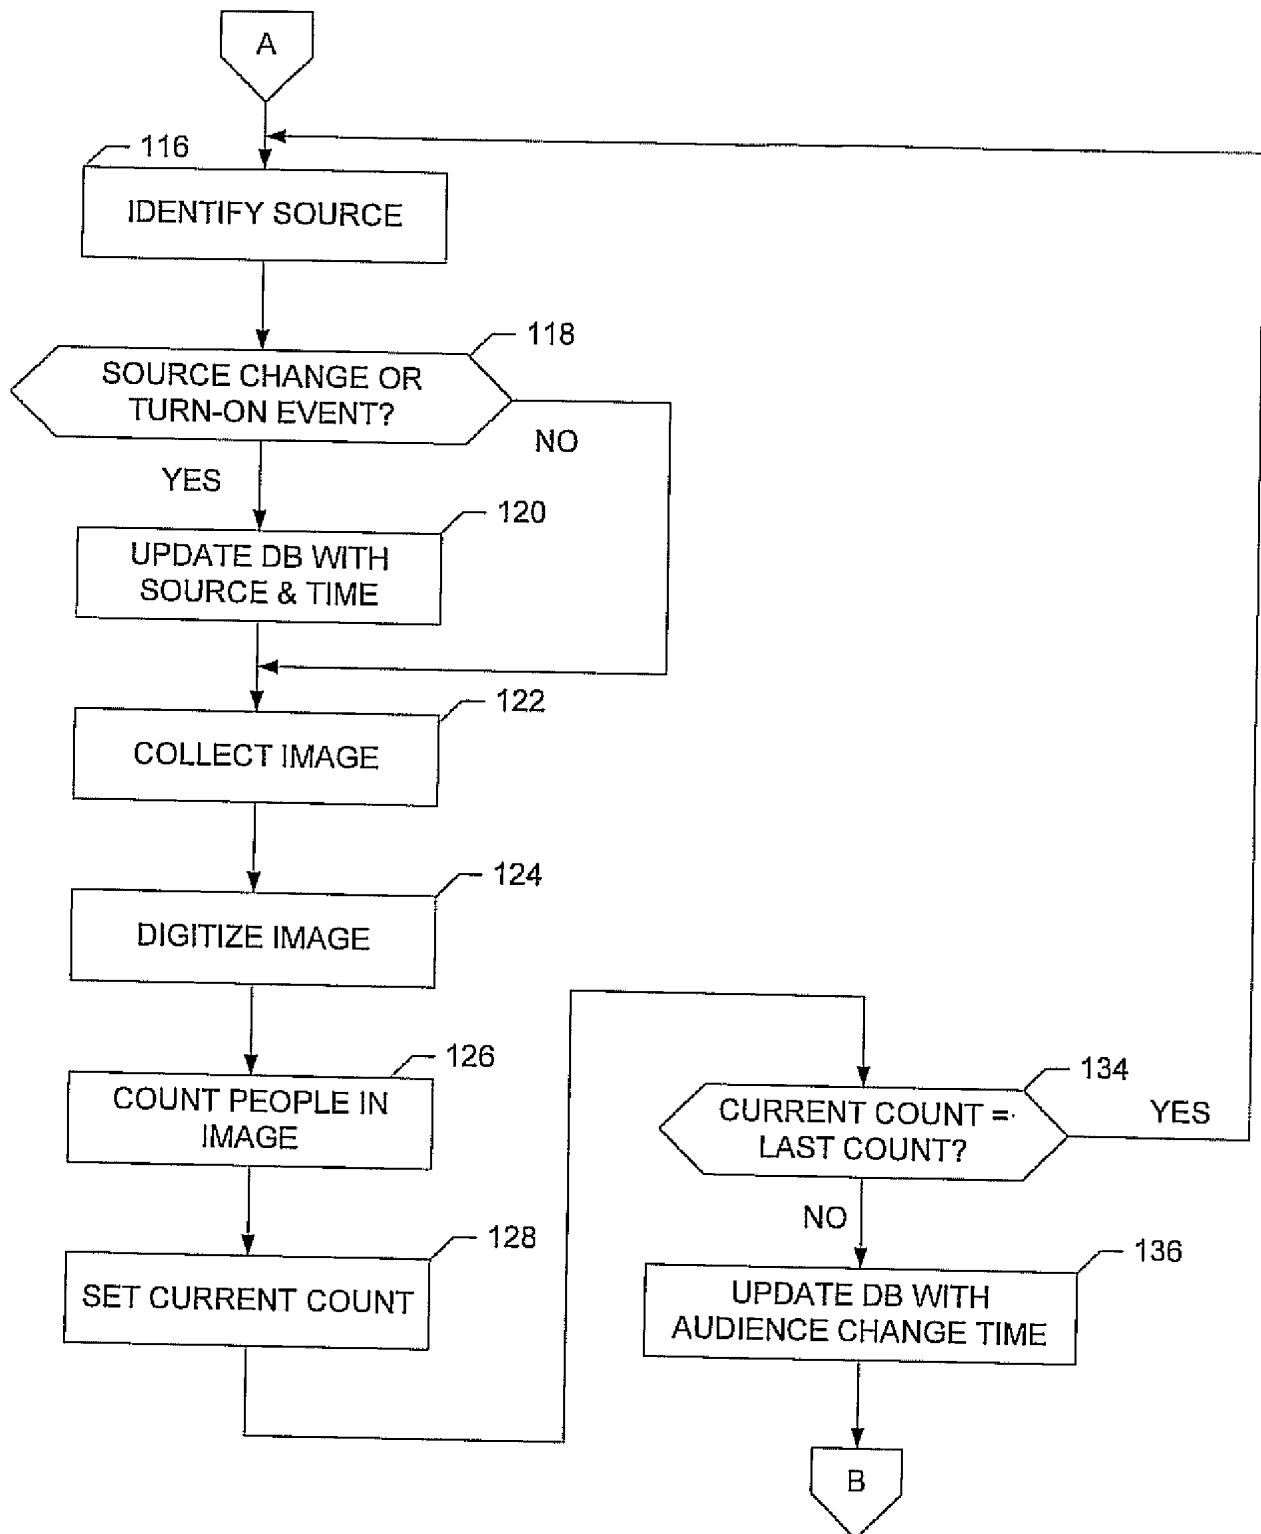 A
116
IDENTIFY SOURCE
118
SOURCE CHANGE OR
TURN-ON EVENT?
NO
YES
120
UPDATE DB WITH
SOURCE & TIME
122
COLLECT IMAGE
124
DIGITIZE IMAGE
126
COUNT PEOPLE IN
IMAGE
128
SET CURRENT COUNT
134
CURRENT COUNT =
LAST COUNT?
YES
NO
136
UPDATE DB WITH
AUDIENCE CHANGE TIME
B